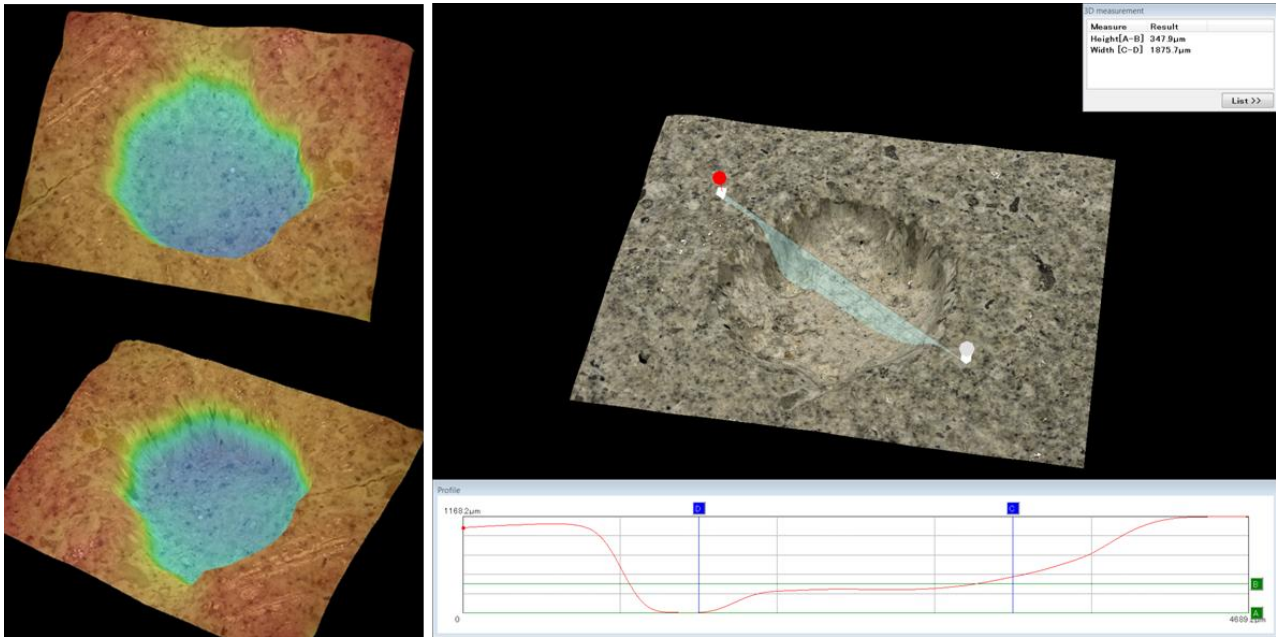 3D measurement
Measure Result
Height[A-B] 347.9µm
Width [C-D] 1875.7µm
List >>
Profile
1168.2µm
D
C
B
A
0